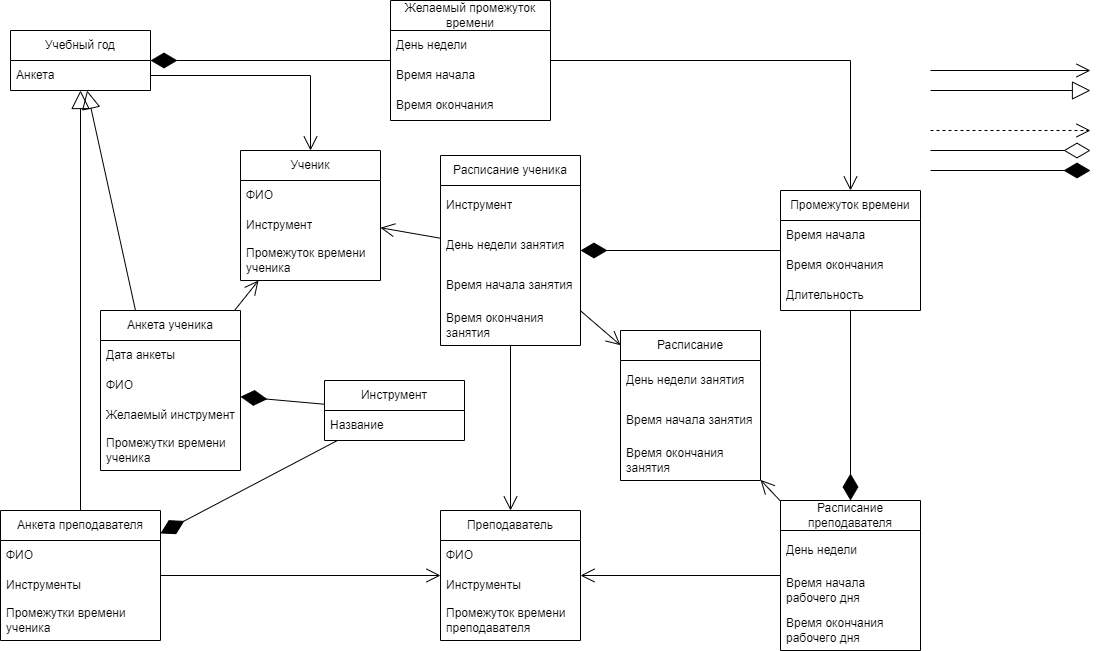 Желаемый промежуток
времени
День недели
Время начала
Время окончания
Учебный год
Анкета
Ученик
ФИО
Инструмент
Промежуток времени
ученика
Расписание ученика
Инструмент
День недели занятия
Время начала занятия
Время окончания
занятия
Промежуток времени
Время начала
Время окончания
Длительность
Анкета ученика
Дата анкеты
ФИО
Желаемый инструмент
Промежутки времени
ученика
Инструмент
Название
Расписание
День недели занятия
Время начала занятия
Время окончания
занятия
Анкета преподавателя
ФИО
Инструменты
Промежутки времени
ученика
Преподаватель
ФИО
Инструменты
Промежуток времени
преподавателя
Расписание
преподавателя
День недели
Время начала
рабочего дня
Время окончания
рабочего дня